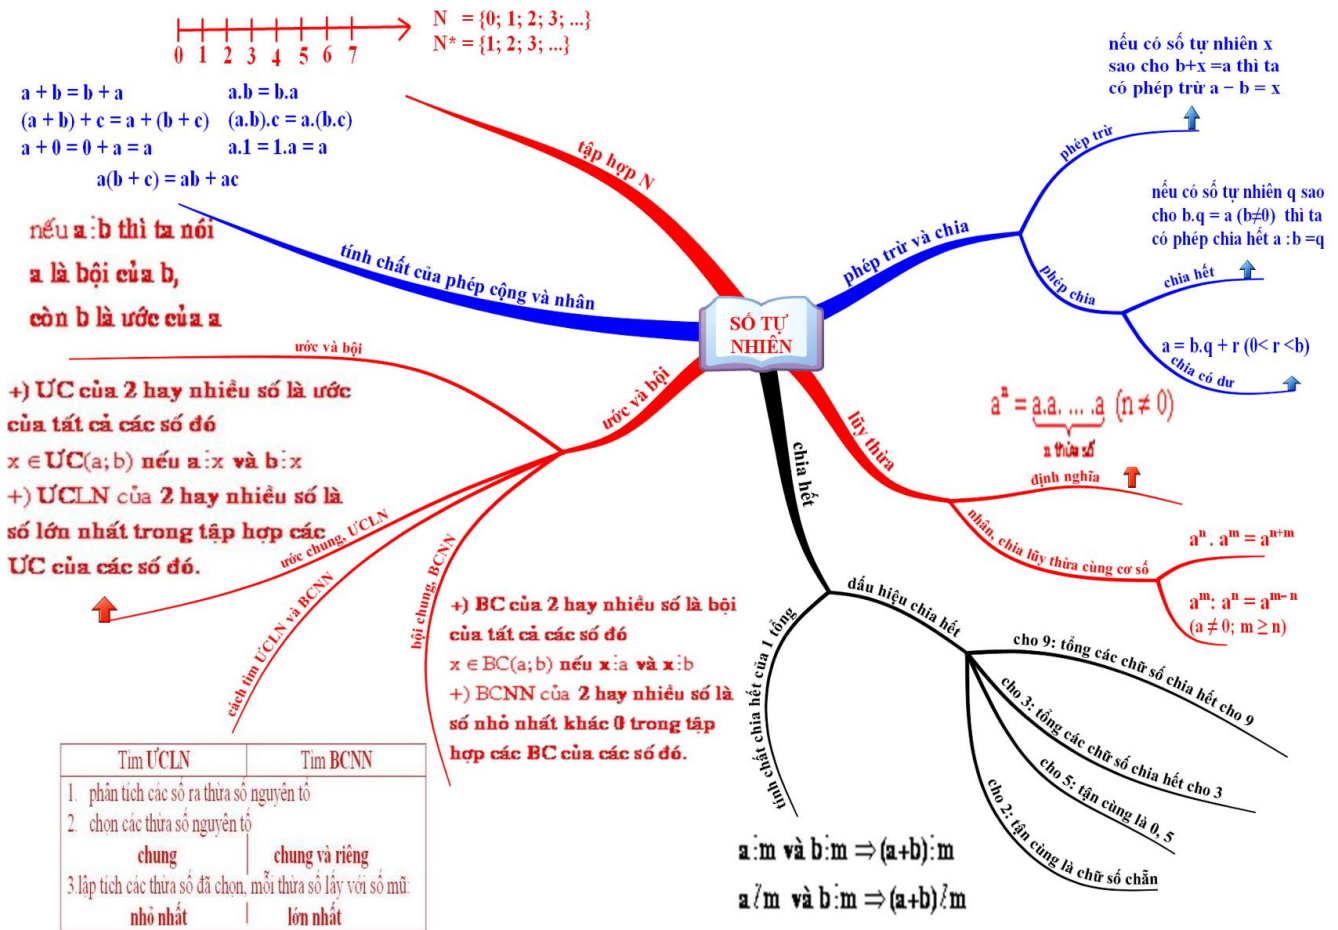 N = {0; 1; 2; 3; ...}
N* = {1; 2; 3; ...}
0 1 2 3 4 5 6 7
tập hợp N
a + b = b + a
(a + b) + c = a + (b + c)
a + 0 = 0 + a = a
a.b = b.a
(a.b).c = a.(b.c)
a.1 = 1.a = a
a(b + c) = ab + ac
tính chất của phép cộng và nhân
SỐ TỰ
NHIÊN
phép trừ và chia
phép trừ
nếu có số tự nhiên x
sao cho b+x =a thì ta
có phép trừ a – b = x
phép chia
chia hết
nếu có số tự nhiên q sao
cho b.q = a (b≠0) thì ta
có phép chia hết a :b =q
chia có dư
a = b.q + r (0< r <b)
lũy thừa
định nghĩa
aⁿ = a.a. ... .a (n ≠ 0)
n thừa số
nhân, chia lũy thừa cùng cơ số
aⁿ . aᵐ = aⁿ⁺ᵐ
aᵐ: aⁿ = aᵐ⁻ⁿ
(a ≠ 0; m ≥ n)
chia hết
dấu hiệu chia hết
cho 9: tổng các chữ số chia hết cho 9
cho 3: tổng các chữ số chia hết cho 3
cho 5: tận cùng là 0, 5
cho 2: tận cùng là chữ số chẵn
tính chất chia hết của 1 tổng
a⋮m và b⋮m ⇒(a+b)⋮m
a⋮̸m và b⋮m ⇒(a+b)⋮̸m
ước và bội
ước và bội
nếu a⋮b thì ta nói
a là bội của b,
còn b là ước của a
ước chung, ƯCLN
+) ƯC của 2 hay nhiều số là ước
của tất cả các số đó
x ∈ ƯC(a; b) nếu a⋮x và b⋮x
+) ƯCLN của 2 hay nhiều số là
số lớn nhất trong tập hợp các
ƯC của các số đó.
cách tìm ƯCLN và BCNN
Tìm ƯCLN Tìm BCNN
1. phân tích các số ra thừa số nguyên tố
2. chọn các thừa số nguyên tố
chung chung và riêng
3.lập tích các thừa số đã chọn, mỗi thừa số lấy với số mũ:
nhỏ nhất lớn nhất
bội chung, BCNN
+) BC của 2 hay nhiều số là bội
của tất cả các số đó
x ∈ BC(a; b) nếu x⋮a và x⋮b
+) BCNN của 2 hay nhiều số là
số nhỏ nhất khác 0 trong tập
hợp các BC của các số đó.